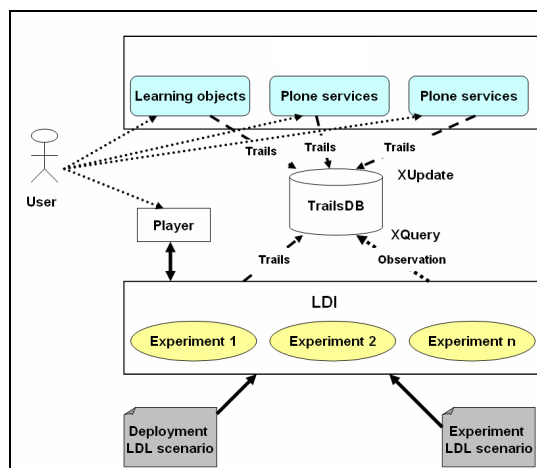 Learning objects
Plone services
Plone services
Trails
Trails
Trails
User
XUpdate
TrailsDB
Player
XQuery
Trails
Observation
LDI
Experiment 1
Experiment 2
Experiment n
Deployment
LDL scenario
Experiment
LDL scenario